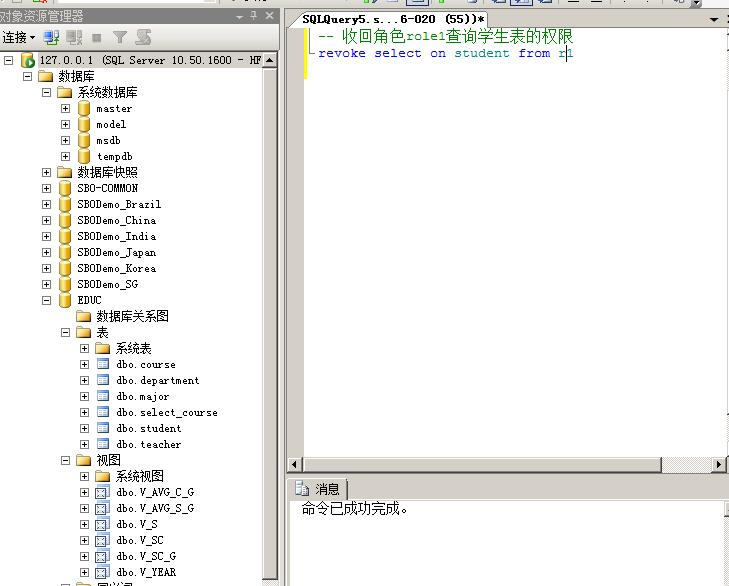 对象资源管理器
连接
127.0.0.1 (SQL Server 10.50.1600 - HF
数据库
系统数据库
master
model
msdb
tempdb
数据库快照
SBO-COMMON
SBODemo_Brazil
SBODemo_China
SBODemo_India
SBODemo_Japan
SBODemo_Korea
SBODemo_SG
EDUC
数据库关系图
表
系统表
dbo.course
dbo.department
dbo.major
dbo.select_course
dbo.student
dbo.teacher
视图
系统视图
dbo.V_AVG_C_G
dbo.V_AVG_S_G
dbo.V_S
dbo.V_SC
dbo.V_SC_G
dbo.V_YEAR
SQLQuery5.s...6-020 (55))*
-- 收回角色role1查询学生表的权限
revoke select on student from r1
消息
命令已成功完成。